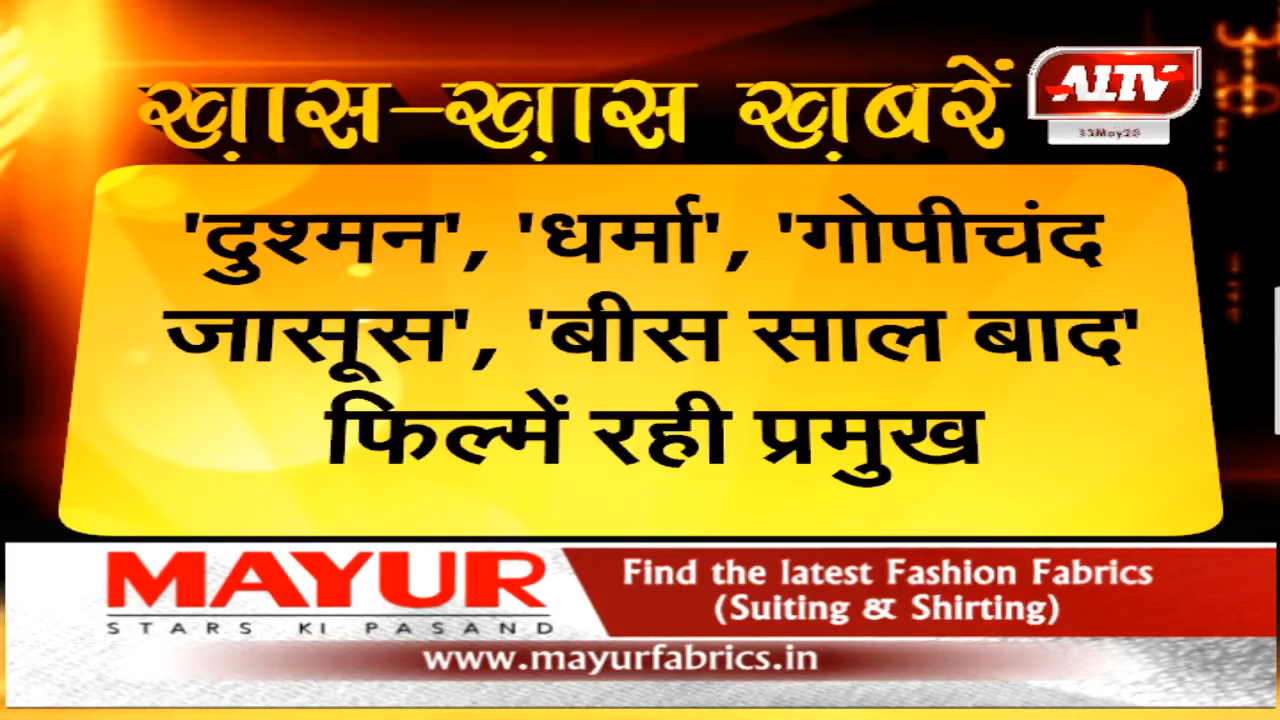 ख़ास-ख़ास ख़बरें
ALTV
'दुश्मन', 'धर्मा', 'गोपीचंद
जासूस', 'बीस साल बाद'
फिल्में रही प्रमुख
MAYUR
STARS KI PASAND
Find the latest Fashion Fabrics
(Suiting & Shirting)
www.mayurfabrics.in